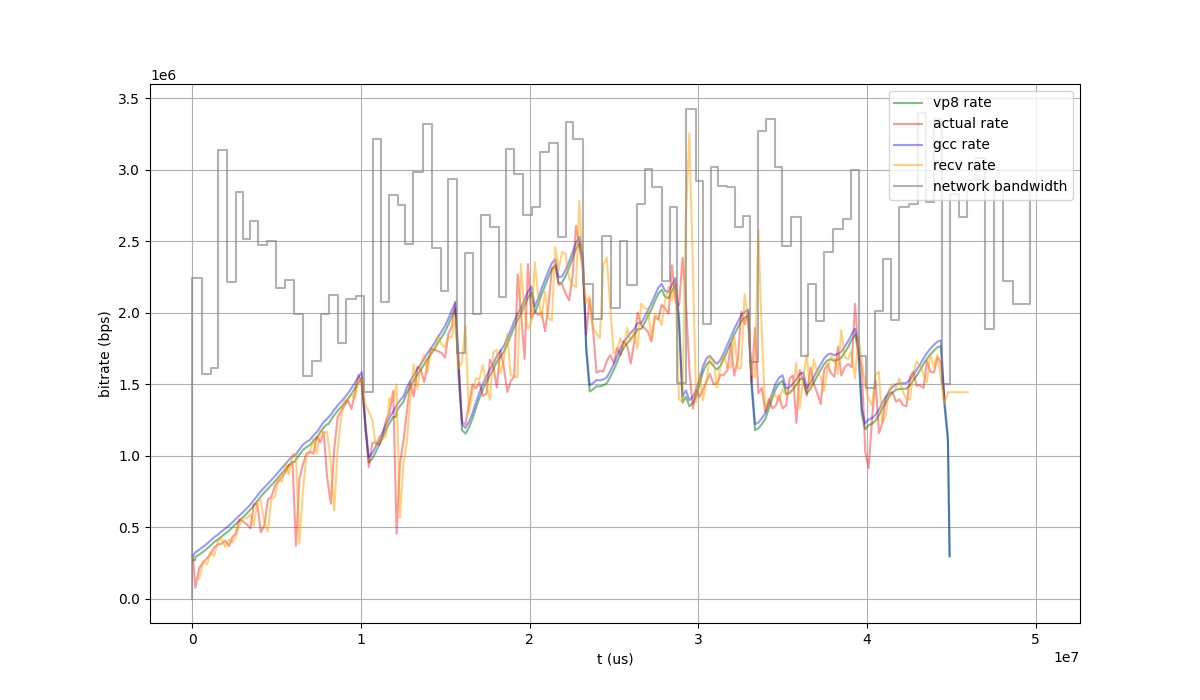 1e6
3.5
3.0
2.5
2.0
1.5
1.0
0.5
0.0
bitrate (bps)
vp8 rate
actual rate
gcc rate
recv rate
network bandwidth
0
1
2
3
4
5
t (us)
1e7